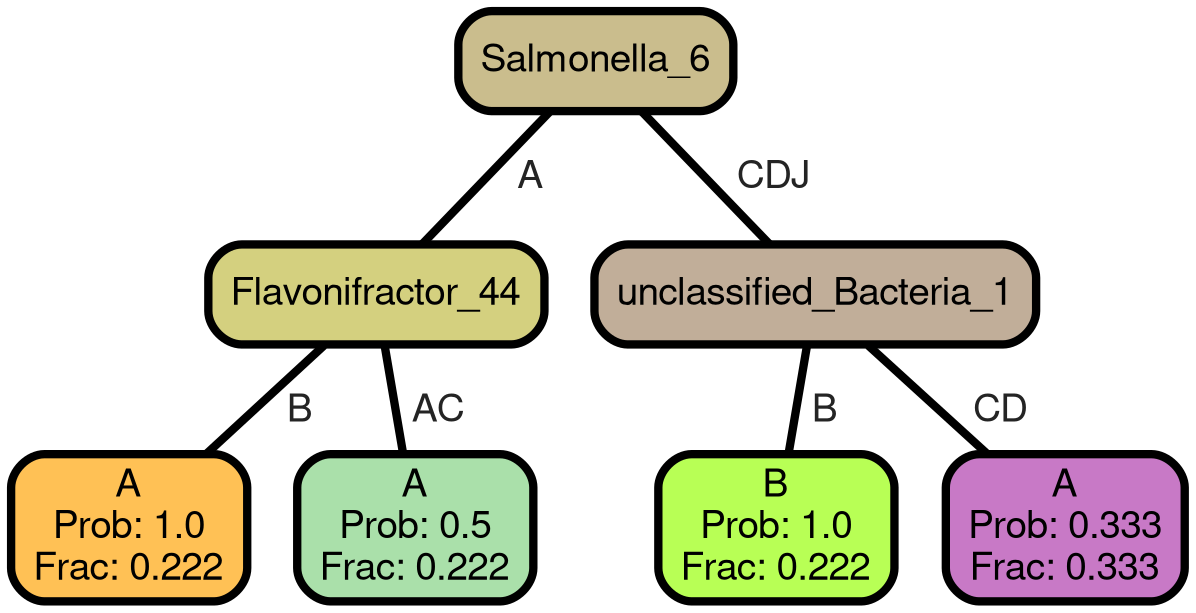 Salmonella_6
A
CDJ
Flavonifractor_44
unclassified_Bacteria_1
B
AC
B
CD
A
Prob: 1.0
Frac: 0.222
A
Prob: 0.5
Frac: 0.222
B
Prob: 1.0
Frac: 0.222
A
Prob: 0.333
Frac: 0.333